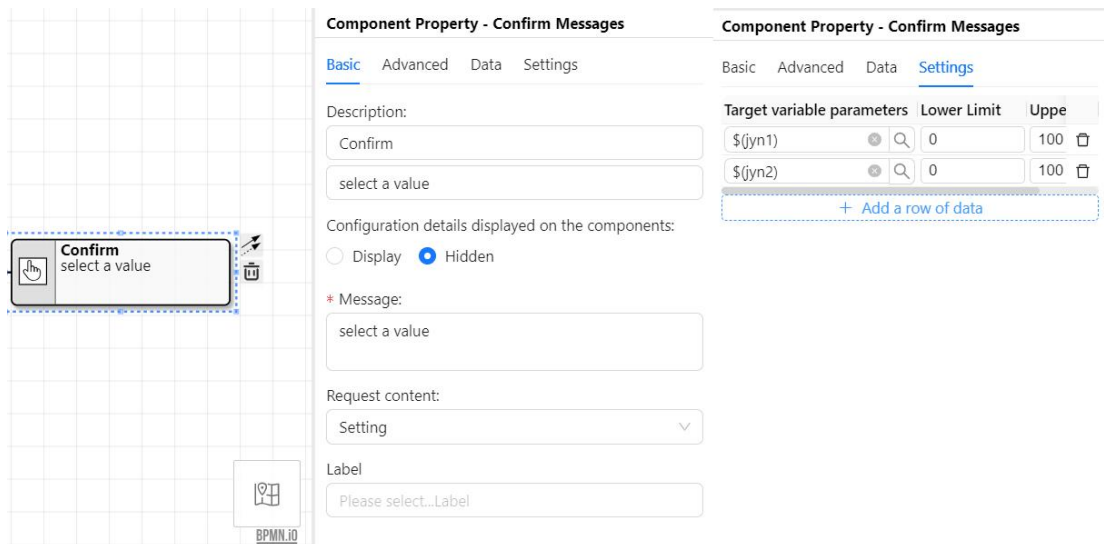 Confirm
select a value
BPMN.iO
Component Property - Confirm Messages
Basic Advanced Data Settings
Description:
Confirm
select a value
Configuration details displayed on the components:
Display Hidden
* Message:
select a value
Request content:
Setting
Label
Please select...Label
Component Property - Confirm Messages
Basic Advanced Data Settings
Target variable parameters Lower Limit Uppe
$(jyn1) 0 100
$(jyn2) 0 100
+ Add a row of data